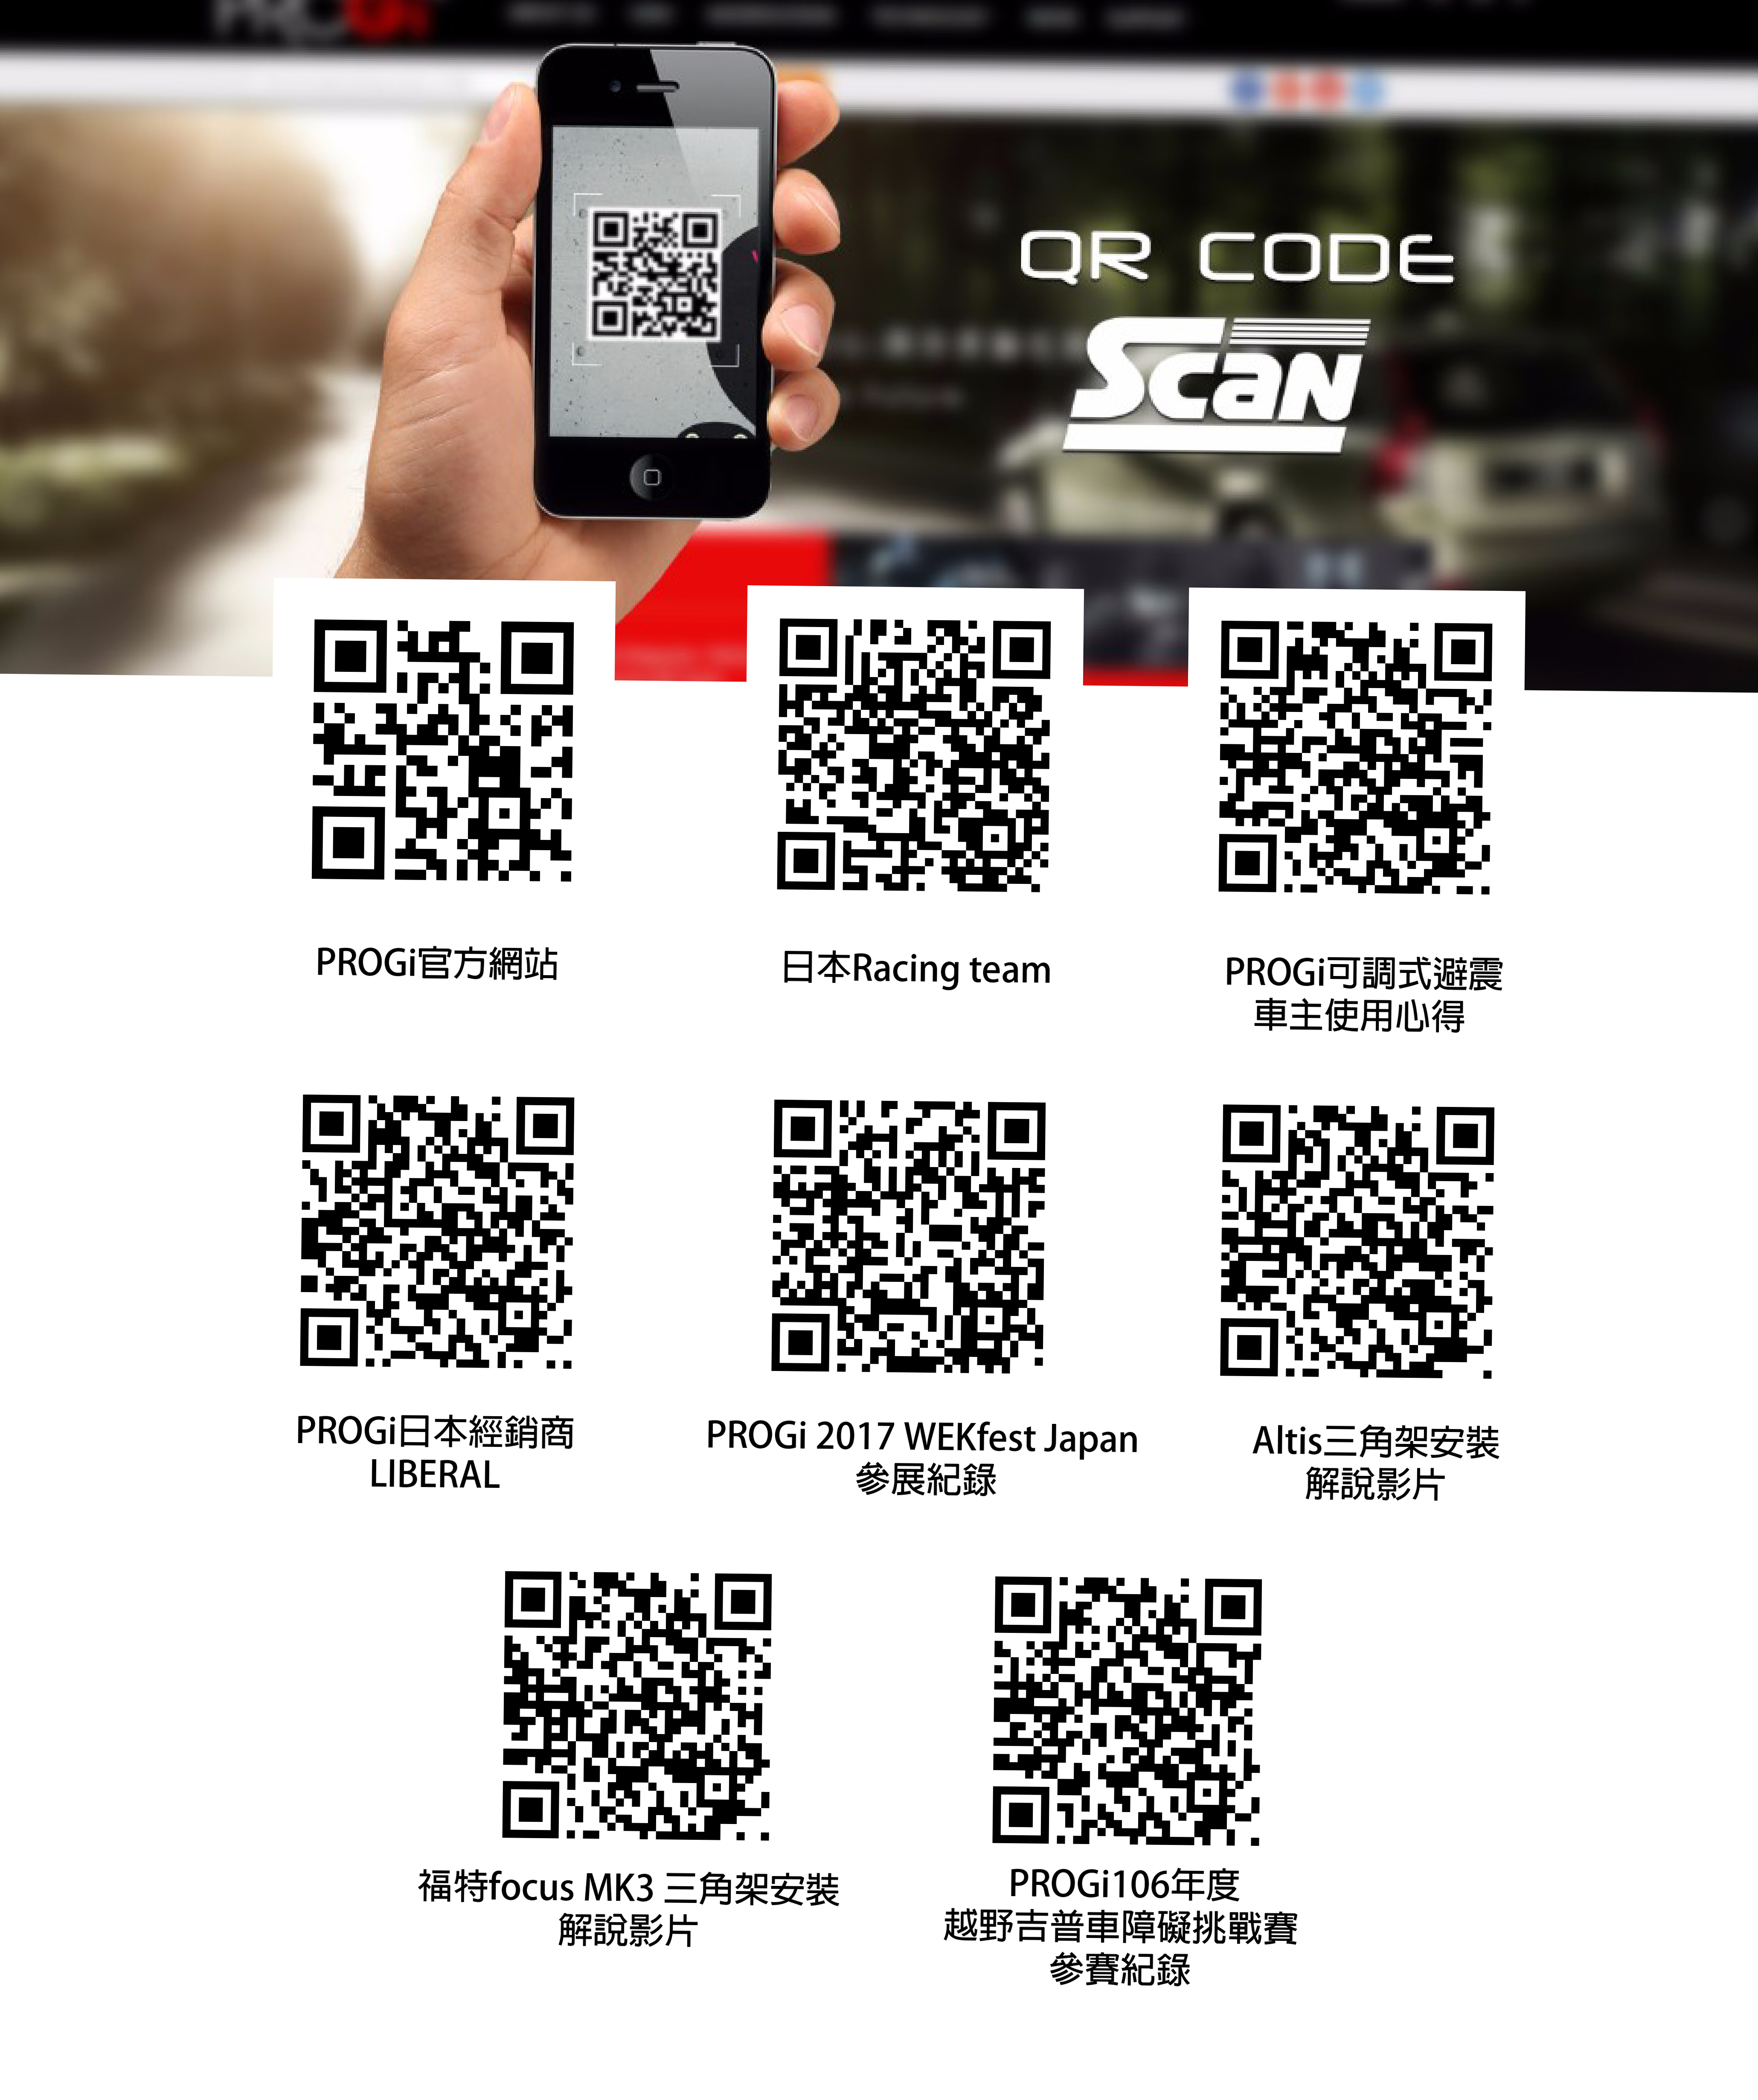 PROGi
QR CODE
Scan
PROGi官方網站
日本Racing team
PROGi可調式避震
車主使用心得
PROGi日本經銷商
LIBERAL
PROGi 2017 WEKfest Japan
參展紀錄
Altis三角架安裝
解說影片
福特focus MK3 三角架安裝
解說影片
PROGi106年度
越野吉普車障礙挑戰賽
參賽紀錄